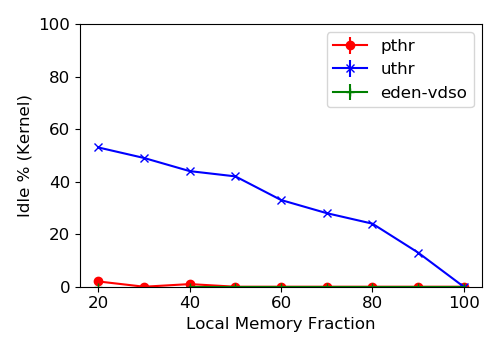 100
80
60
40
20
0
Idle % (Kernel)
pthr
uthr
eden-vdso
20 40 60 80 100
Local Memory Fraction